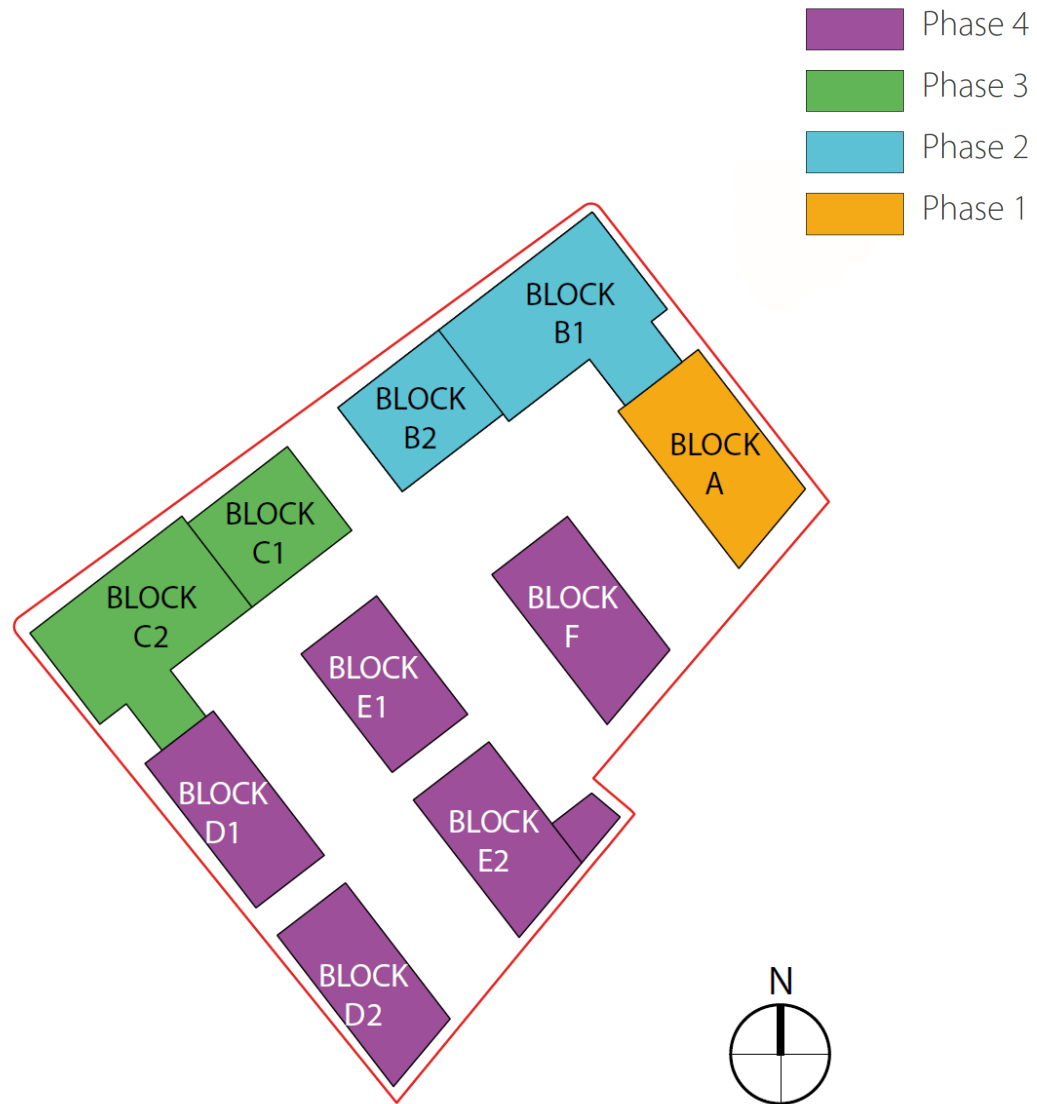 Phase 4
Phase 3
Phase 2
Phase 1
BLOCK
B1
BLOCK
B2
BLOCK
A
BLOCK
C1
BLOCK
C2
BLOCK
F
BLOCK
E1
BLOCK
D1
BLOCK
E2
BLOCK
D2
N